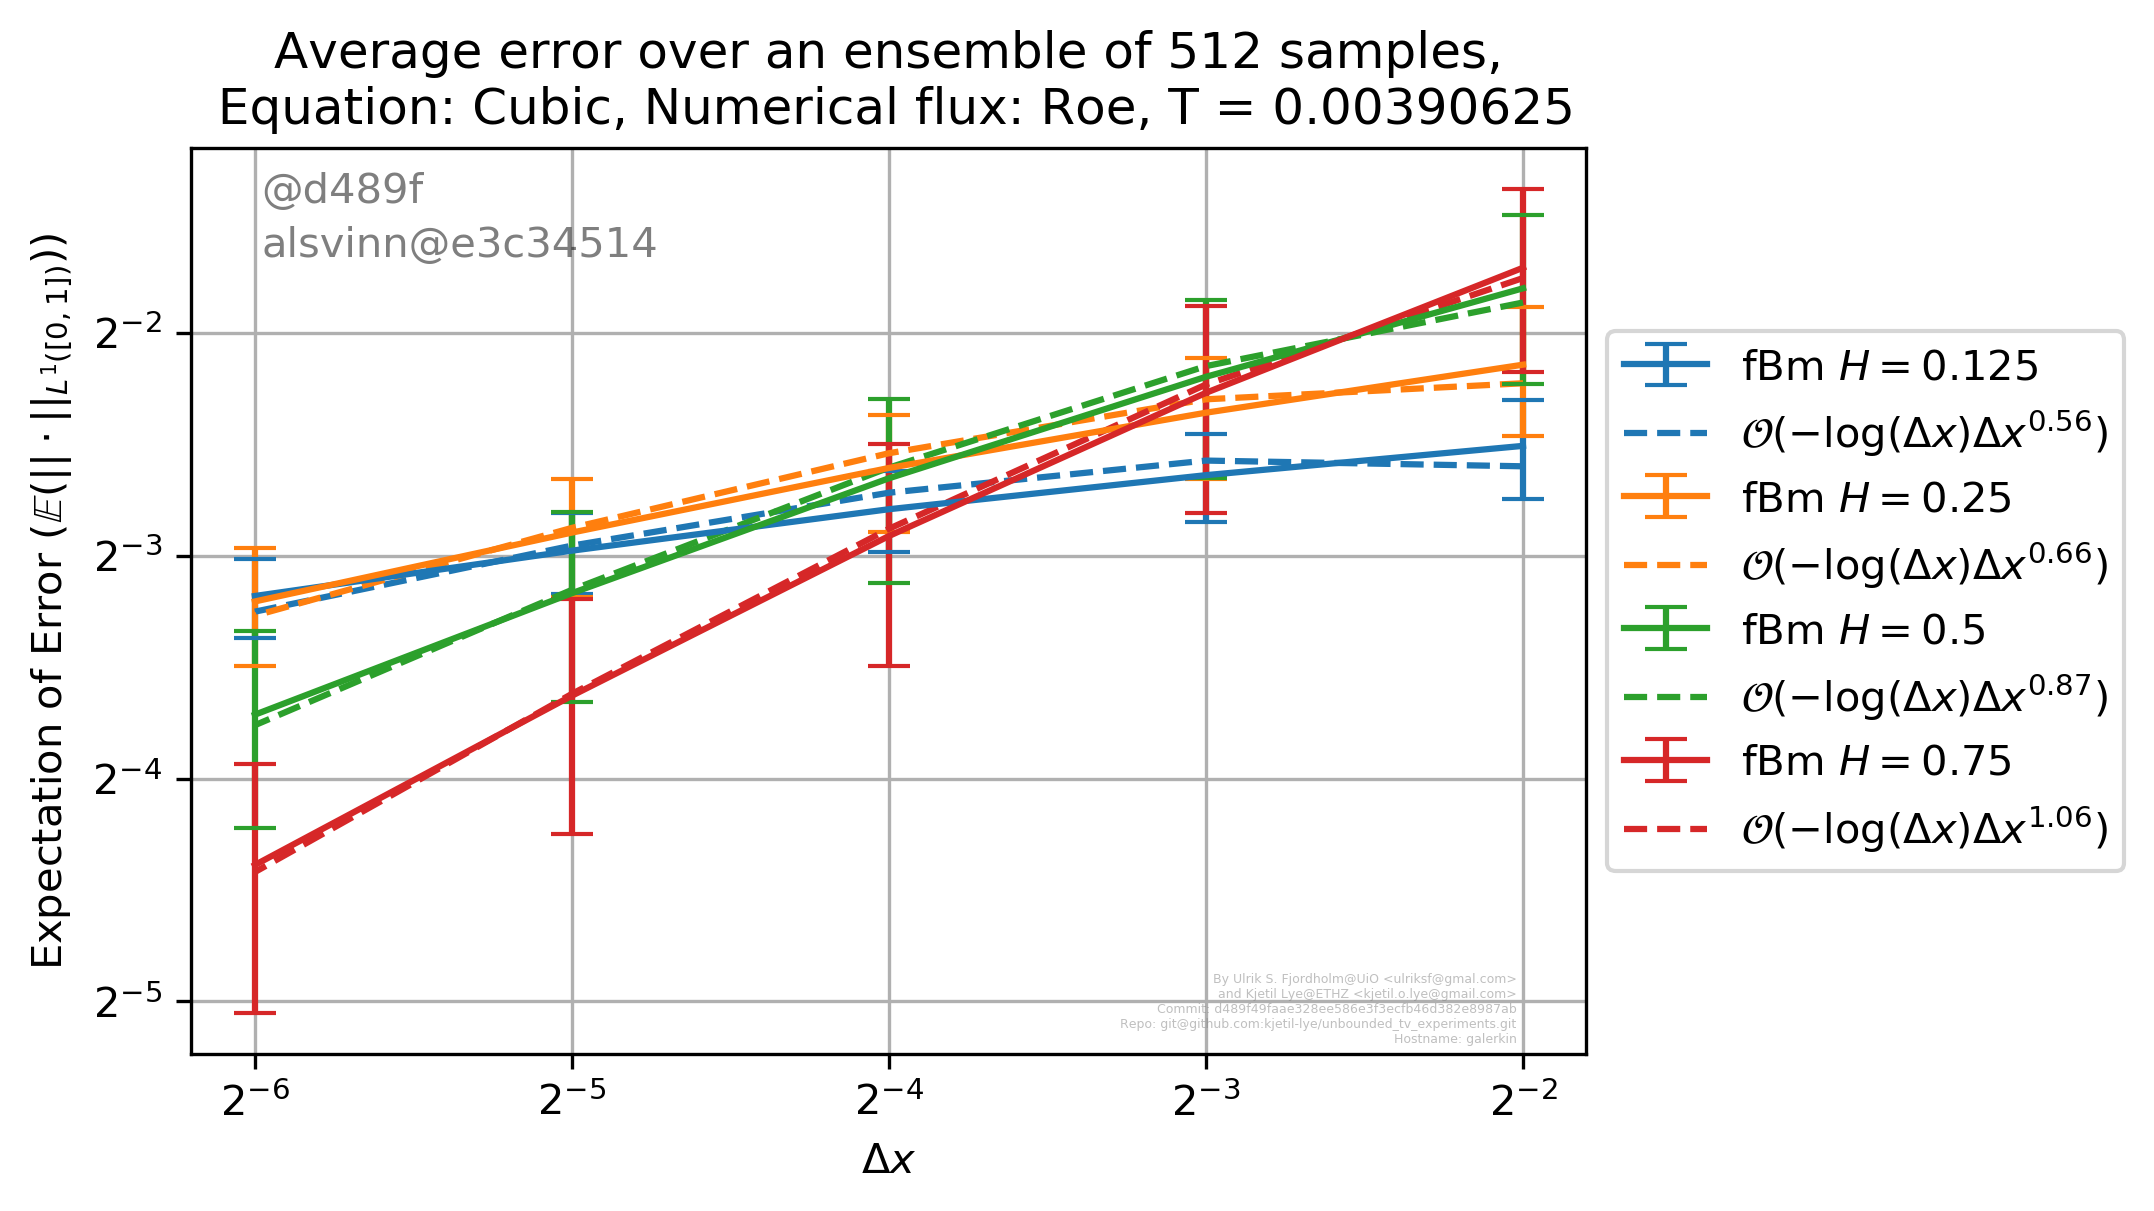 Average error over an ensemble of 512 samples,
Equation: Cubic, Numerical flux: Roe, T = 0.00390625
@d489f
alsvinn@e3c34514
Expectation of Error (𝔼(||·||_{L^1([0,1])}))
2^{-2}
2^{-3}
2^{-4}
2^{-5}
2^{-6}
2^{-5}
2^{-4}
2^{-3}
2^{-2}
Δx
fBm H = 0.125
𝒪(−log(Δx)Δx^{0.56})
fBm H = 0.25
𝒪(−log(Δx)Δx^{0.66})
fBm H = 0.5
𝒪(−log(Δx)Δx^{0.87})
fBm H = 0.75
𝒪(−log(Δx)Δx^{1.06})
By Ulrik S. Fjordholm@UiO <ulriksf@gmal.com>
and Kjetil Lye@ETHZ <kjetil.o.lye@gmail.com>
Commit: d489f49faae328ee586e3f3ecfb46d382e8987ab
Repo: git@github.com:kjetil-lye/unbounded_tv_experiments.git
Hostname: galerkin